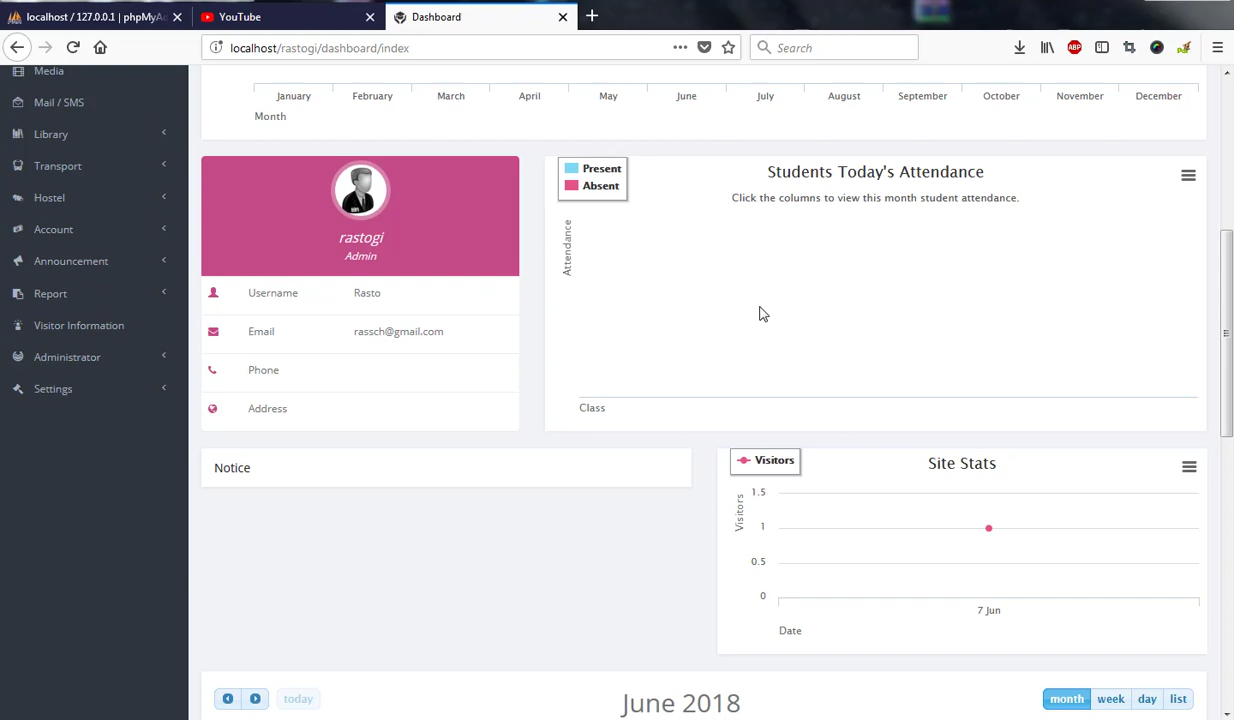 localhost / 127.0.0.1 | phpMyAd
YouTube
Dashboard
localhost/rastogi/dashboard/index
Search
ABP
Media
Mail / SMS
Library
Transport
Hostel
Account
Announcement
Report
Visitor Information
Administrator
Settings
January February March April May June July August September October November December
Month
rastogi
Admin
Username Rasto
Email rassch@gmail.com
Phone
Address
Present
Absent
Students Today's Attendance
Click the columns to view this month student attendance.
Attendance
Class
Notice
Visitors
Site Stats
Visitors
1.5
1
0.5
0
7 Jun
Date
today
June 2018
month week day list